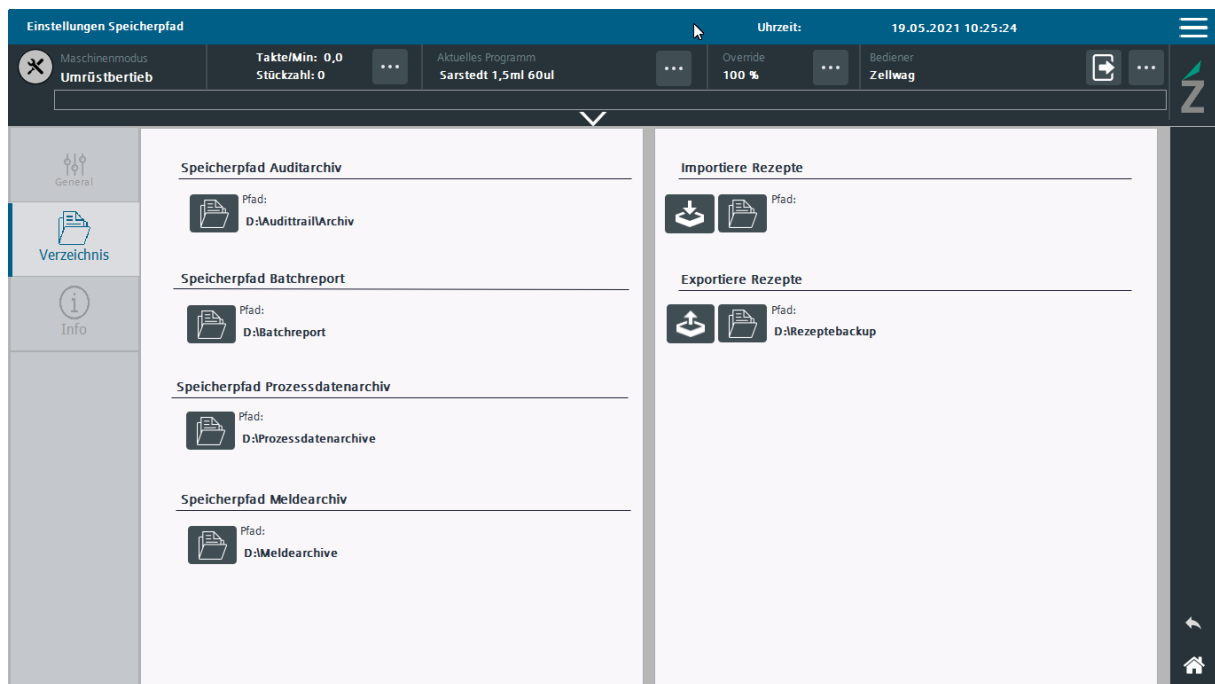 Einstellungen Speicherpfad
Uhrzeit: 19.05.2021 10:25:24
Maschinenmodus
Umrüstbertieb
Takte/Min: 0,0
Stückzahl: 0
Aktuelles Programm
Sarstedt 1,5ml 60ul
Override
100 %
Bediener
Zellwag
Z
General
Verzeichnis
Info
Speicherpfad Auditarchiv
Pfad:
D:\Audittrail\Archiv
Speicherpfad Batchreport
Pfad:
D:\Batchreport
Speicherpfad Prozessdatenarchiv
Pfad:
D:\Prozessdatenarchive
Speicherpfad Meldearchiv
Pfad:
D:\Meldearchive
Importiere Rezepte
Pfad:
Exportiere Rezepte
Pfad:
D:\Rezeptebackup